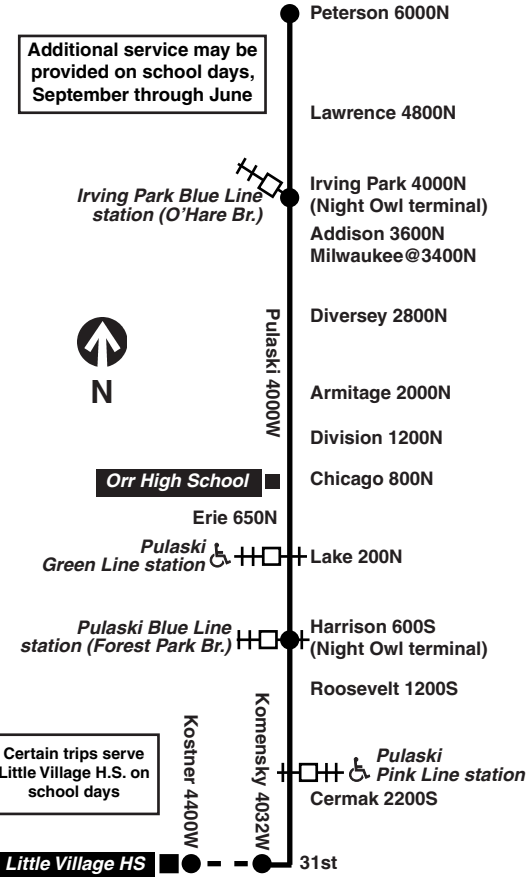 Peterson 6000N
Additional service may be
provided on school days,
September through June
Lawrence 4800N
Irving Park Blue Line
station (O'Hare Br.)
Irving Park 4000N
(Night Owl terminal)
Addison 3600N
Milwaukee@3400N
Pulaski 4000W
Diversey 2800N
N
Armitage 2000N
Division 1200N
Orr High School
Chicago 800N
Erie 650N
Pulaski
Green Line station
Lake 200N
Pulaski Blue Line
station (Forest Park Br.)
Harrison 600S
(Night Owl terminal)
Roosevelt 1200S
Certain trips serve
Little Village H.S. on
school days
Kostner 4400W
Komensky 4032W
Pulaski
Pink Line station
Cermak 2200S
Little Village HS
31st